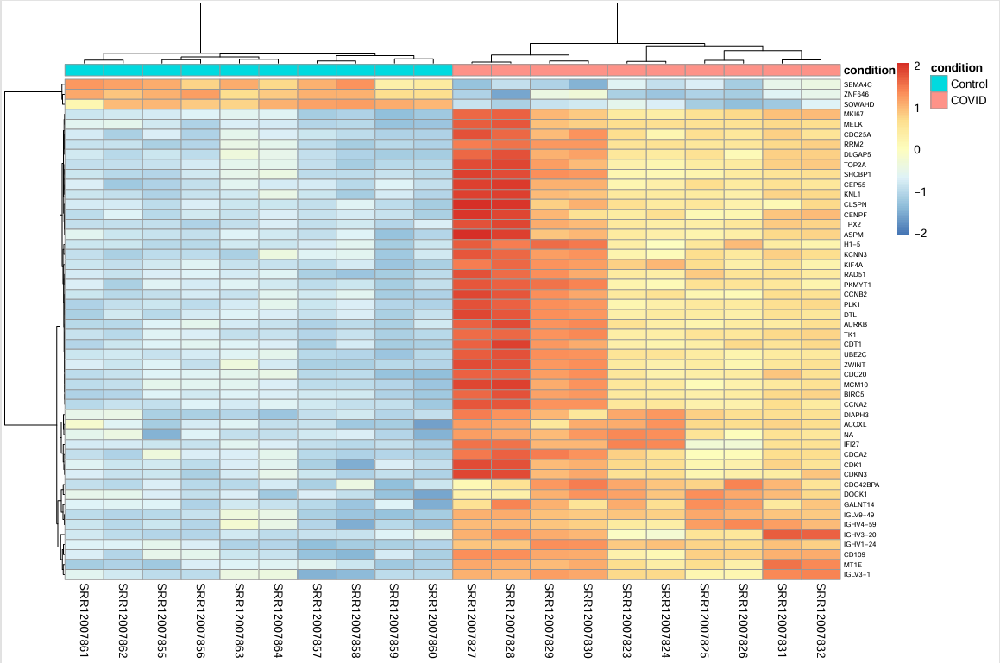 condition
2
1
0
−1
−2
condition
Control
COVID
SEMA4C
ZNF646
SOWAHD
MKI67
MELK
CDC25A
RRM2
DLGAP5
TOP2A
SHCBP1
CEP55
KNL1
CLSPN
CENPF
TPX2
ASPM
H1−5
KCNN3
KIF4A
RAD51
PKMYT1
CCNB2
PLK1
DTL
AURKB
TK1
CDT1
UBE2C
ZWINT
CDC20
MCM10
BIRC5
CCNA2
DIAPH3
ACOXL
NA
IFI27
CDCA2
CDK1
CDKN3
CDC42BPA
DOCK1
GALNT14
IGLV9−49
IGHV4−59
IGHV3−20
IGHV1−24
CD109
MT1E
IGLV3−1
SRR12007861
SRR12007862
SRR12007855
SRR12007856
SRR12007863
SRR12007864
SRR12007857
SRR12007858
SRR12007859
SRR12007860
SRR12007827
SRR12007828
SRR12007829
SRR12007830
SRR12007823
SRR12007824
SRR12007825
SRR12007826
SRR12007831
SRR12007832